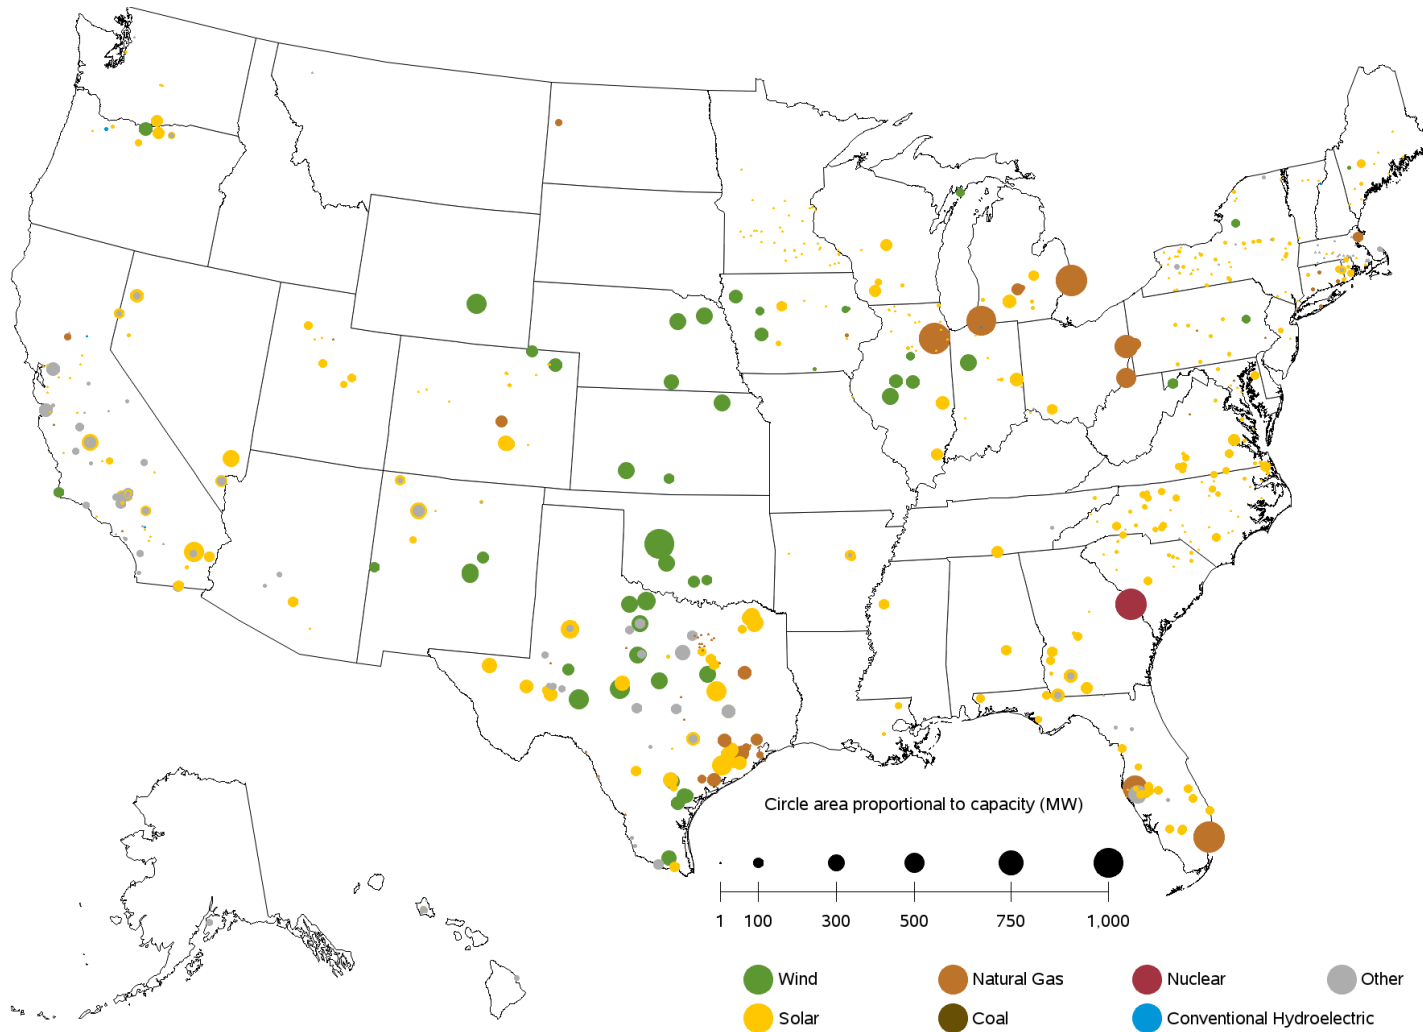 Circle area proportional to capacity (MW)
1 100 300 500 750 1,000
Wind Natural Gas Nuclear Other
Solar Coal Conventional Hydroelectric